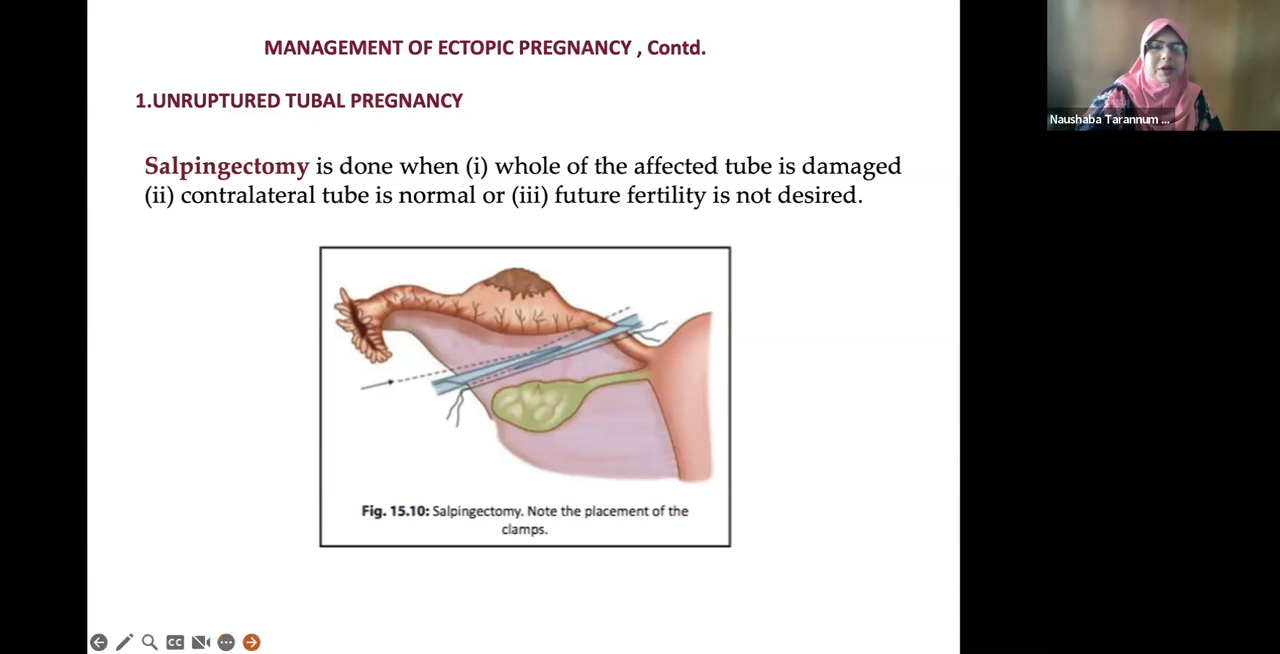 MANAGEMENT OF ECTOPIC PREGNANCY , Contd.
1.UNRUPTURED TUBAL PREGNANCY
Salpingectomy is done when (i) whole of the affected tube is damaged
(ii) contralateral tube is normal or (iii) future fertility is not desired.
Fig. 15.10: Salpingectomy. Note the placement of the
clamps.
Naushaba Tarannum ...
CC